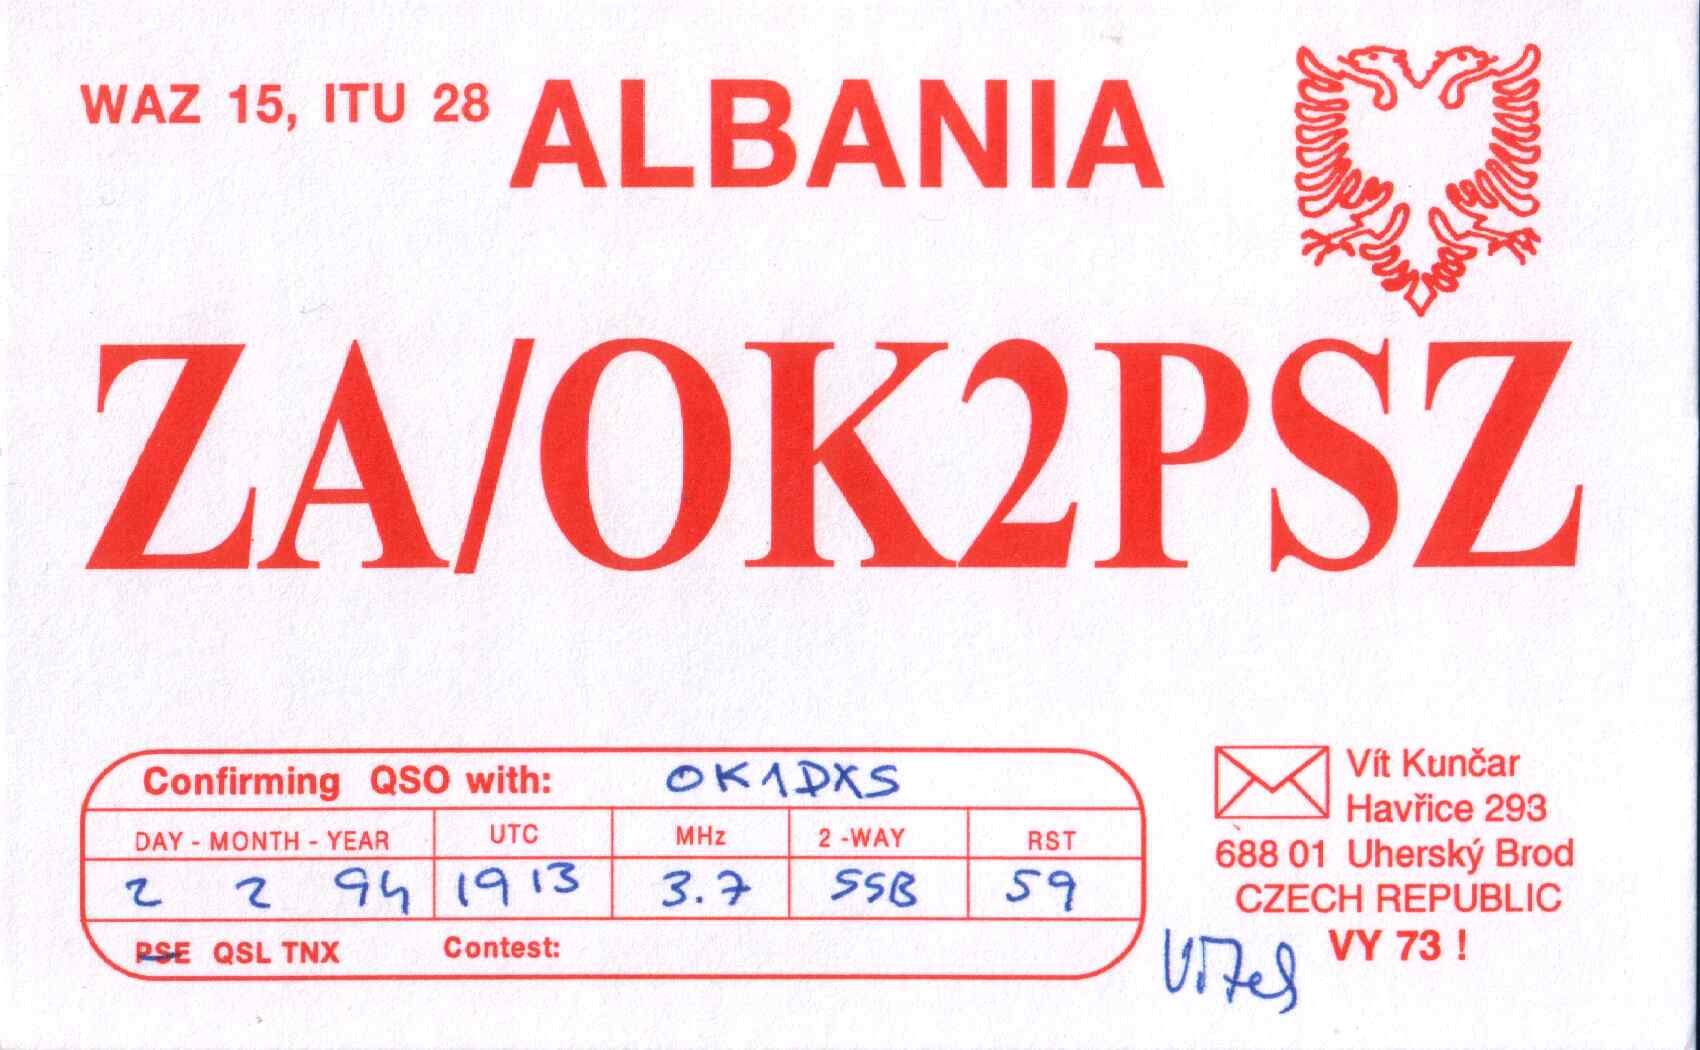 WAZ 15, ITU 28 ALBANIA
ZA/OK2PSZ
Confirming QSO with: OK1DXS
DAY - MONTH - YEAR UTC MHz 2 -WAY RST
2 2 94 1913 3.7 SSB 59
PSE QSL TNX Contest:
Vít Kunčar
Havřice 293
688 01 Uherský Brod
CZECH REPUBLIC
VY 73 !